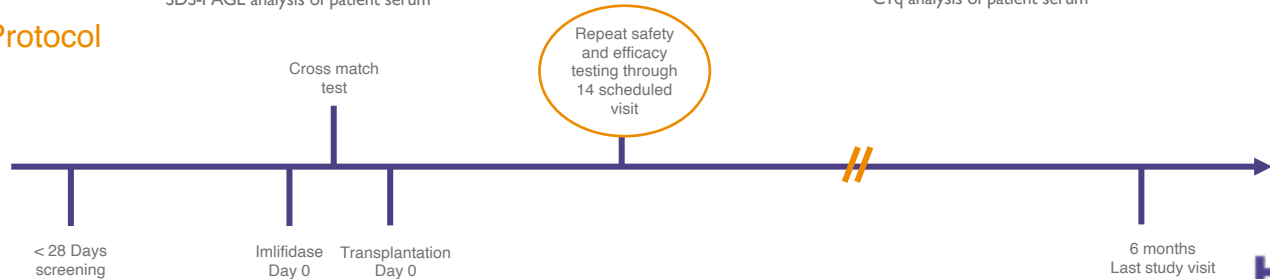 SDS-PAGE analysis of patient serum
C1q analysis of patient serum
Protocol
Cross match
test
Repeat safety
and efficacy
testing through
14 scheduled
visit
< 28 Days
screening
Imlifidase
Day 0
Transplantation
Day 0
6 months
Last study visit